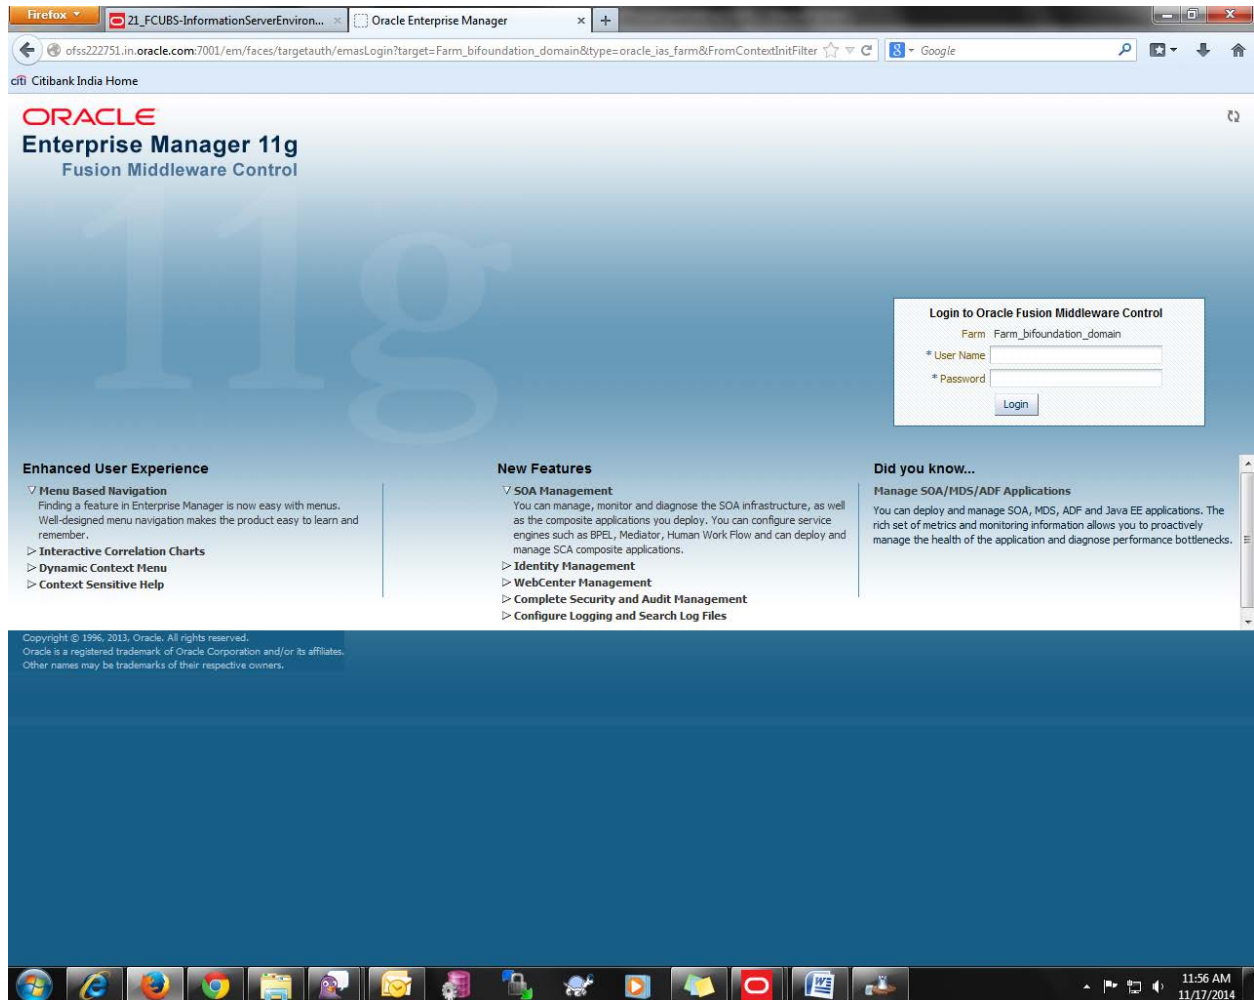 Firefox
21_FCUBS-InformationServerEnviron...
Oracle Enterprise Manager
ofss222751.in.oracle.com:7001/em/faces/targetauth/emasLogin?target=Farm_bifoundation_domain&type=oracle_ias_farm&FromContextInitFilter
8 - Google
citi Citibank India Home
ORACLE
Enterprise Manager 11g
Fusion Middleware Control
11g
Login to Oracle Fusion Middleware Control
Farm Farm_bifoundation_domain
* User Name
* Password
Login
Enhanced User Experience
Menu Based Navigation
Finding a feature in Enterprise Manager is now easy with menus.
Well-designed menu navigation makes the product easy to learn and
remember.
Interactive Correlation Charts
Dynamic Context Menu
Context Sensitive Help
New Features
SOA Management
You can manage, monitor and diagnose the SOA infrastructure, as well
as the composite applications you deploy. You can configure service
engines such as BPEL, Mediator, Human Work Flow and can deploy and
manage SCA composite applications.
Identity Management
WebCenter Management
Complete Security and Audit Management
Configure Logging and Search Log Files
Did you know...
Manage SOA/MDS/ADF Applications
You can deploy and manage SOA, MDS, ADF and Java EE applications. The
rich set of metrics and monitoring information allows you to proactively
manage the health of the application and diagnose performance bottlenecks.
Copyright © 1996, 2013, Oracle. All rights reserved.
Oracle is a registered trademark of Oracle Corporation and/or its affiliates.
Other names may be trademarks of their respective owners.
11:56 AM
11/17/2014